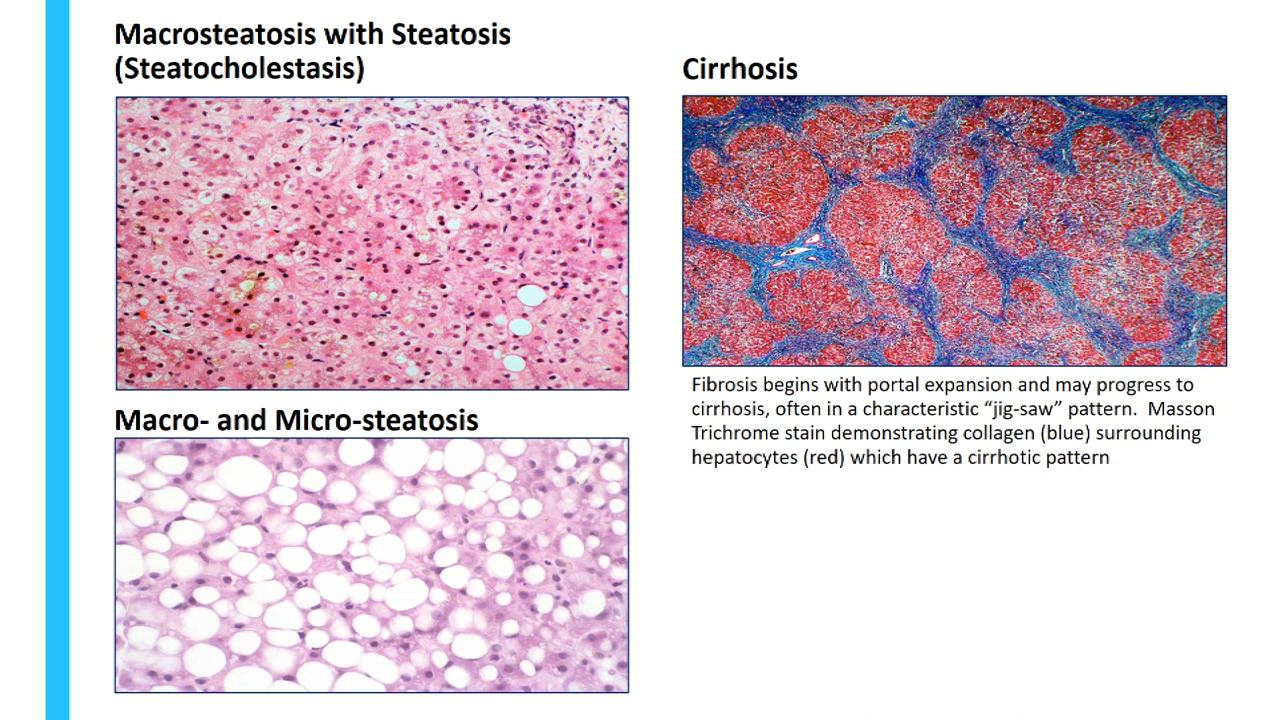 Macrosteatosis with Steatosis
(Steatocholestasis)
Macro- and Micro-steatosis
Cirrhosis
Fibrosis begins with portal expansion and may progress to
cirrhosis, often in a characteristic “jig-saw” pattern.  Masson
Trichrome stain demonstrating collagen (blue) surrounding
hepatocytes (red) which have a cirrhotic pattern